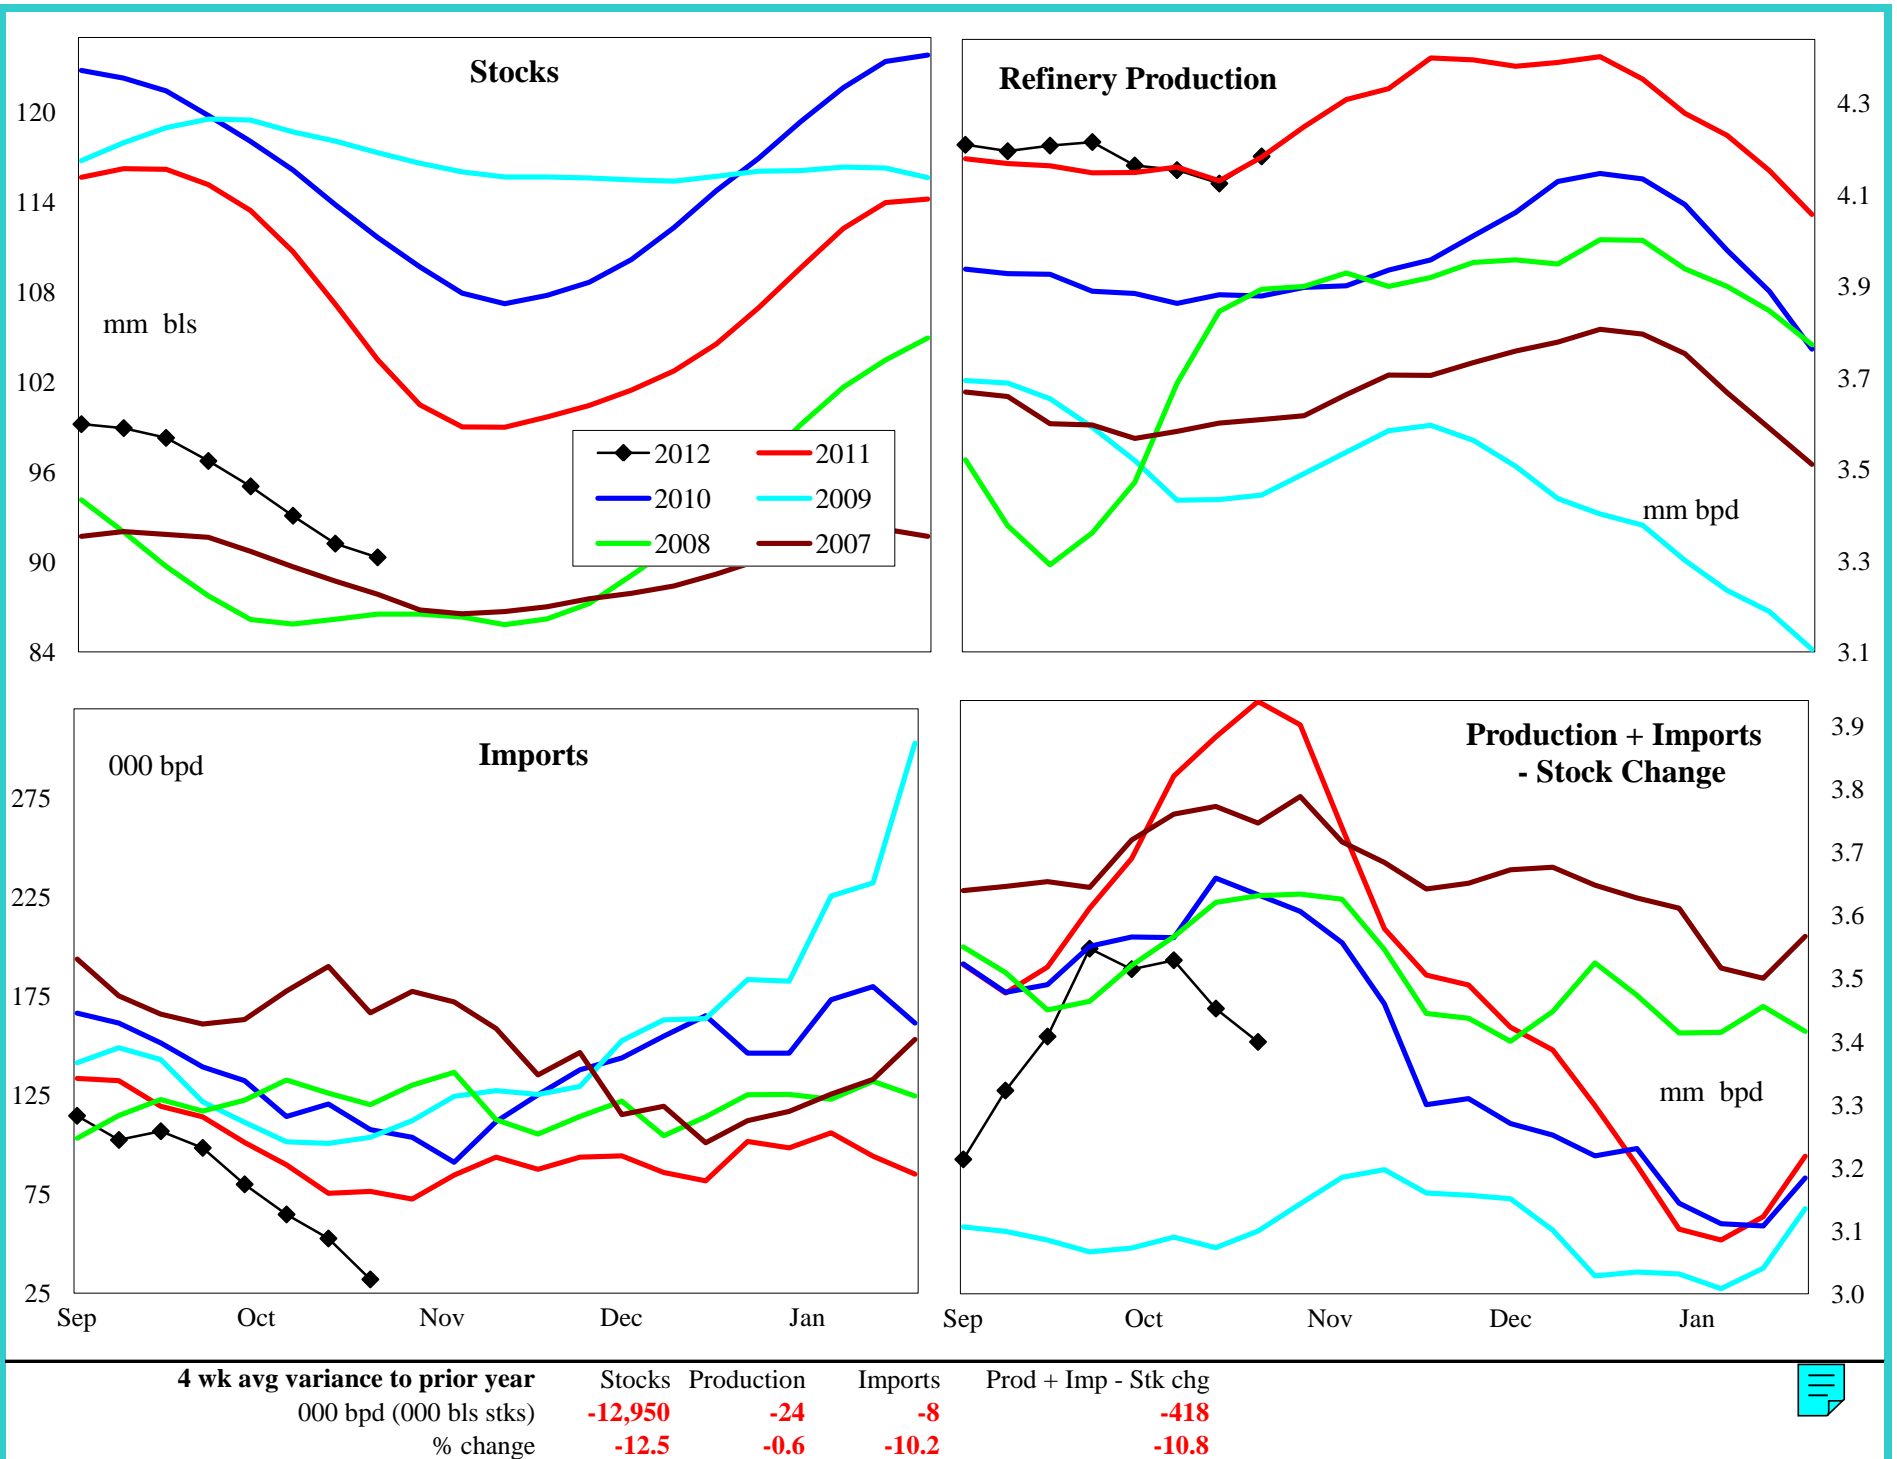 Stocks
120
114
108
102
96
90
84
mm bls
2012 2011
2010 2009
2008 2007
Refinery Production
4.3
4.1
3.9
3.7
3.5
3.3
3.1
mm bpd
Imports
000 bpd
275
225
175
125
75
25
Sep Oct Nov Dec Jan
Production + Imports
- Stock Change
3.9
3.8
3.7
3.6
3.5
3.4
3.3
3.2
3.1
3.0
mm bpd
Sep Oct Nov Dec Jan
4 wk avg variance to prior year Stocks Production Imports Prod + Imp - Stk chg
000 bpd (000 bls stks) -12,950 -24 -8 -418
% change -12.5 -0.6 -10.2 -10.8